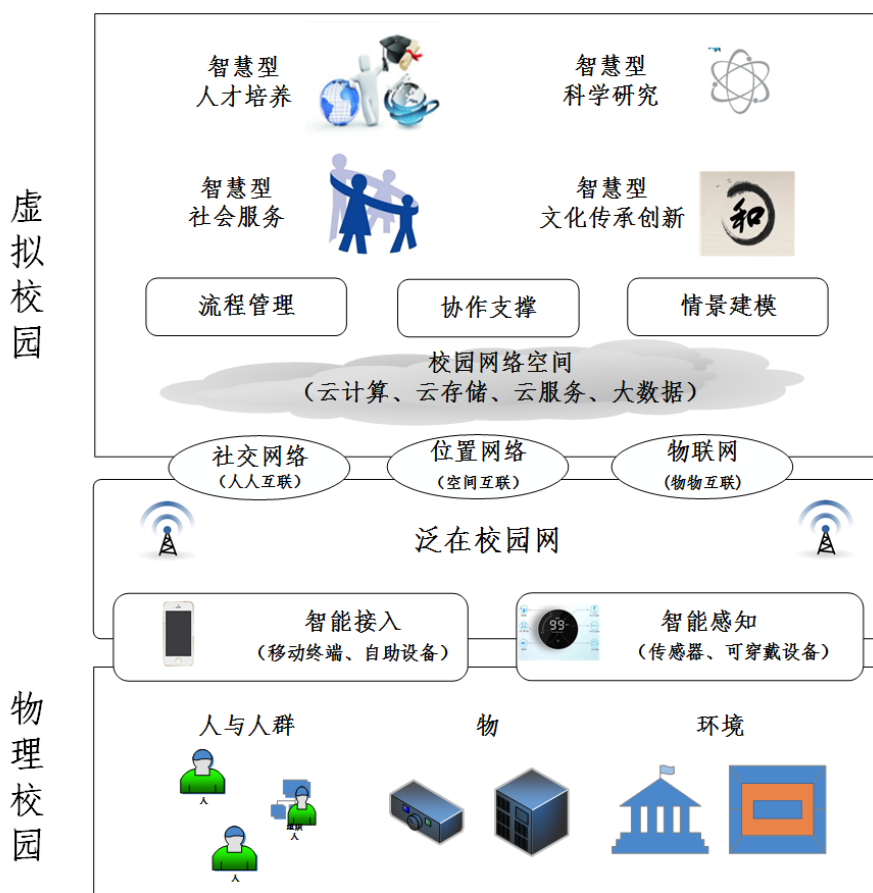 虚拟校园
智慧型
人才培养
智慧型
科学研究
智慧型
社会服务
智慧型
文化传承创新
和
流程管理
协作支撑
情景建模
校园网络空间
(云计算、云存储、云服务、大数据)
社交网络
(人人互联)
位置网络
(空间互联)
物联网
(物物互联)
泛在校园网
智能接入
(移动终端、自助设备)
99
智能感知
(传感器、可穿戴设备)
物理校园
人与人群
物
环境
人
人
人